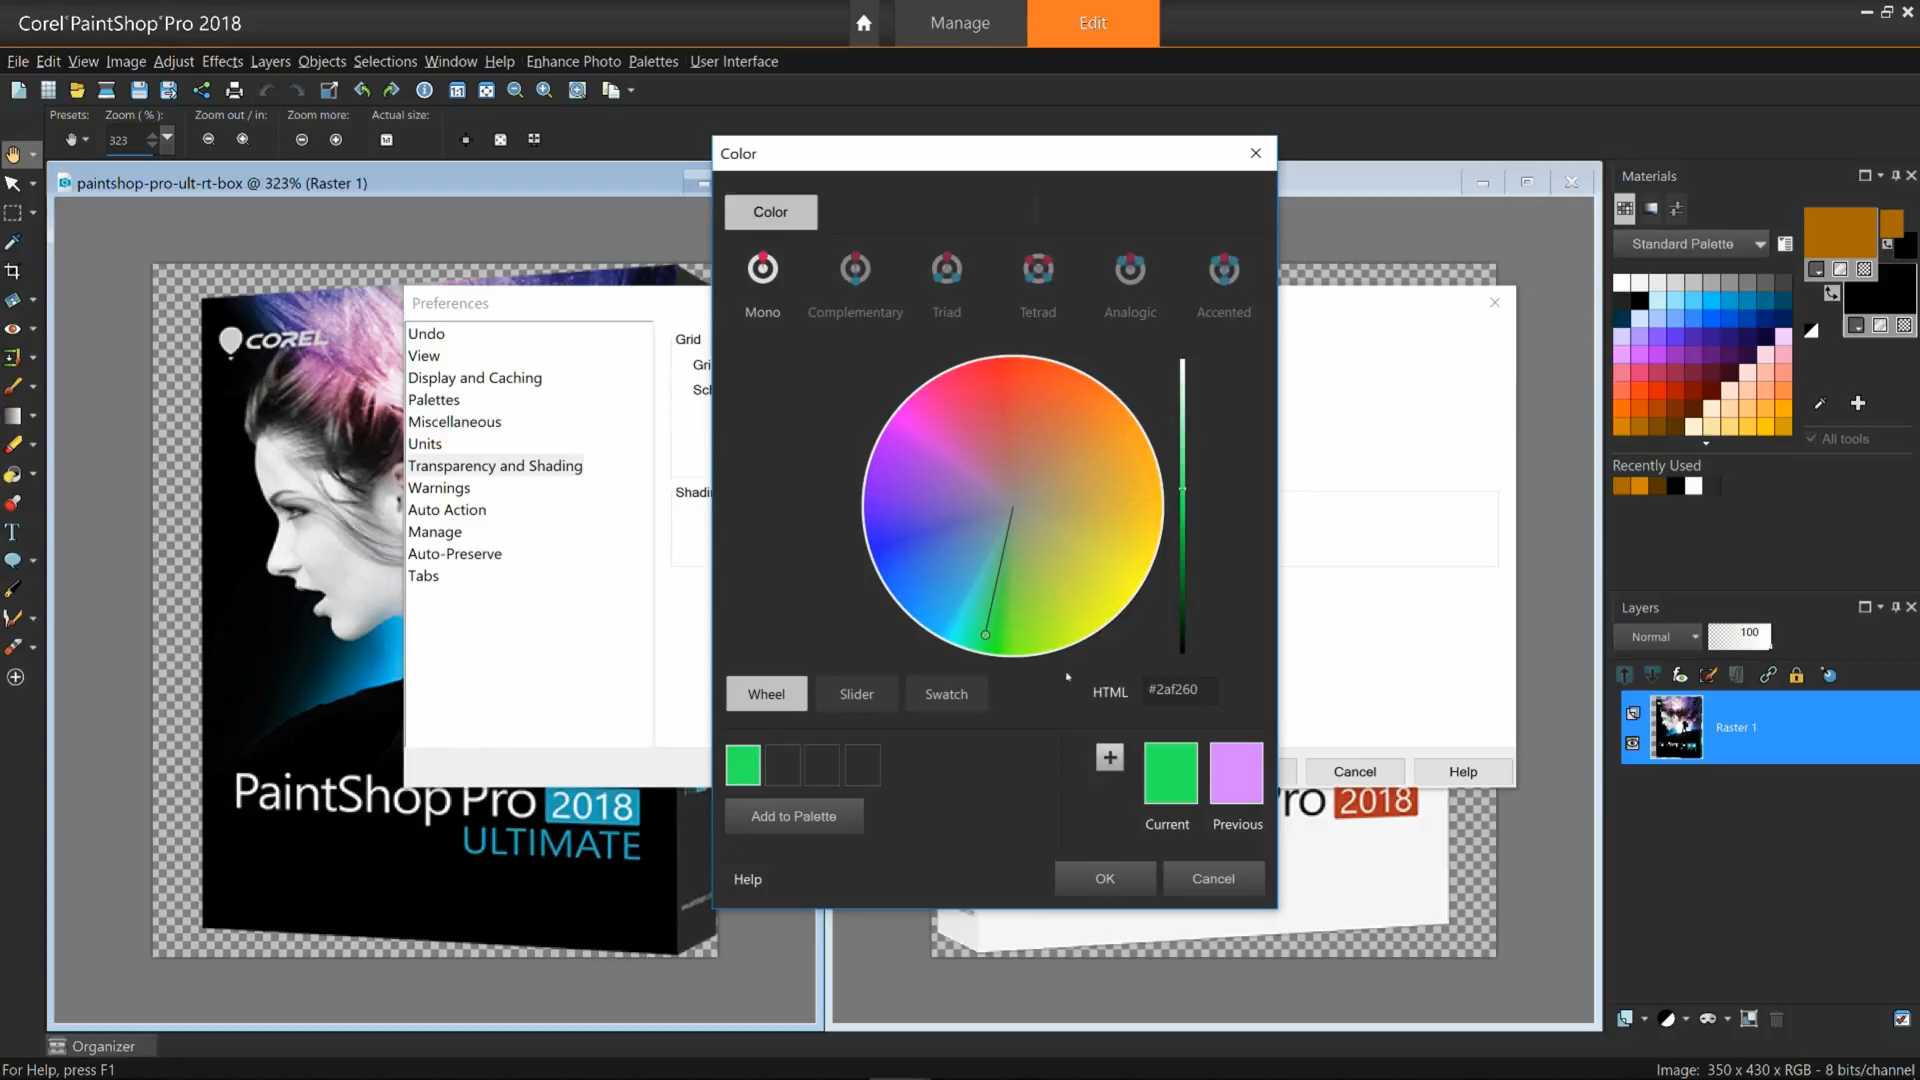 Corel PaintShop Pro 2018
Manage
Edit
File Edit View Image Adjust Effects Layers Objects Selections Window Help Enhance Photo Palettes User Interface
Presets: Zoom ( % ): Zoom out / in: Zoom more: Actual size:
323
paintshop-pro-ult-rt-box @ 323% (Raster 1)
COREL
PaintShop Pro 2018
ULTIMATE
Preferences
Undo
View
Display and Caching
Palettes
Miscellaneous
Units
Transparency and Shading
Warnings
Auto Action
Manage
Auto-Preserve
Tabs
Grid
Cancel
Help
Color
Color
Mono
Complementary
Triad
Tetrad
Analogic
Accented
Wheel
Slider
Swatch
HTML #2af260
Add to Palette
Current
Previous
Help
OK
Cancel
2018
Materials
Standard Palette
All tools
Recently Used
Layers
Normal
100
Raster 1
Organizer
For Help, press F1
Image: 350 x 430 x RGB - 8 bits/channel